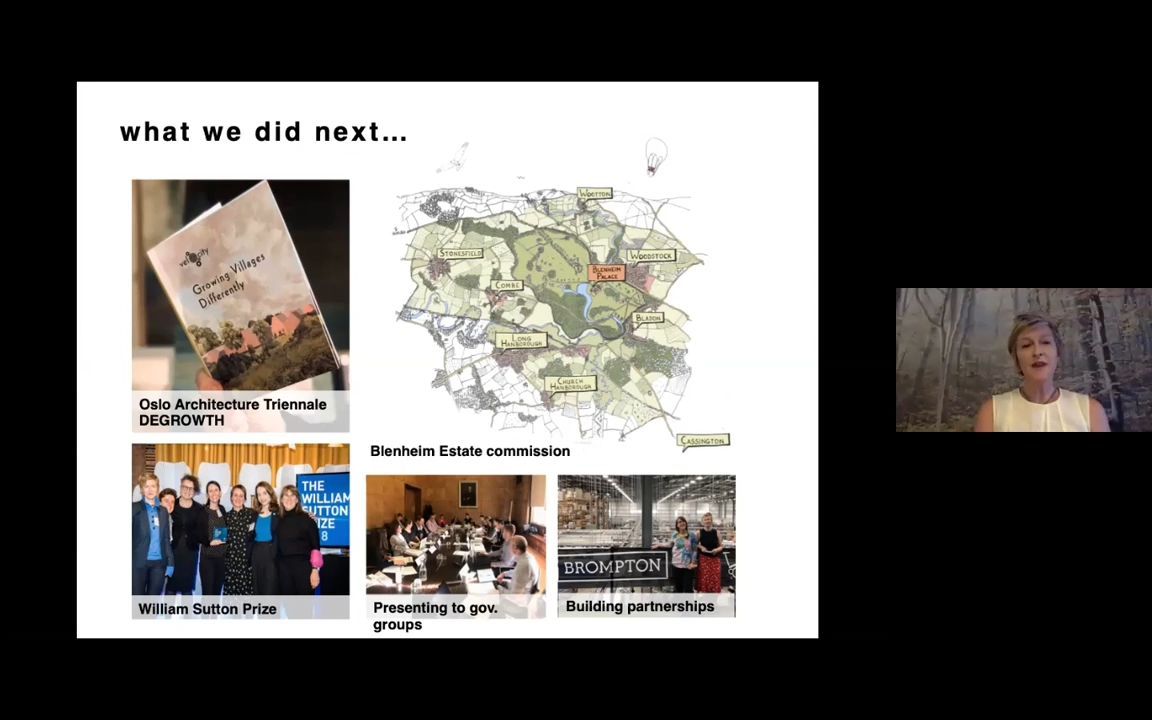 what we did next...
velocity
Growing Villages
Differently
Oslo Architecture Triennale
DEGROWTH
WOOTTON
STONESFIELD
WOODSTOCK
BLENHEIM
PALACE
COMBE
BLADON
LONG
HANBOROUGH
CHURCH
HANBOROUGH
CASSINGTON
Blenheim Estate commission
THE
WILLIAM
SUTTON
William Sutton Prize
Presenting to gov.
groups
BROMPTON
Building partnerships